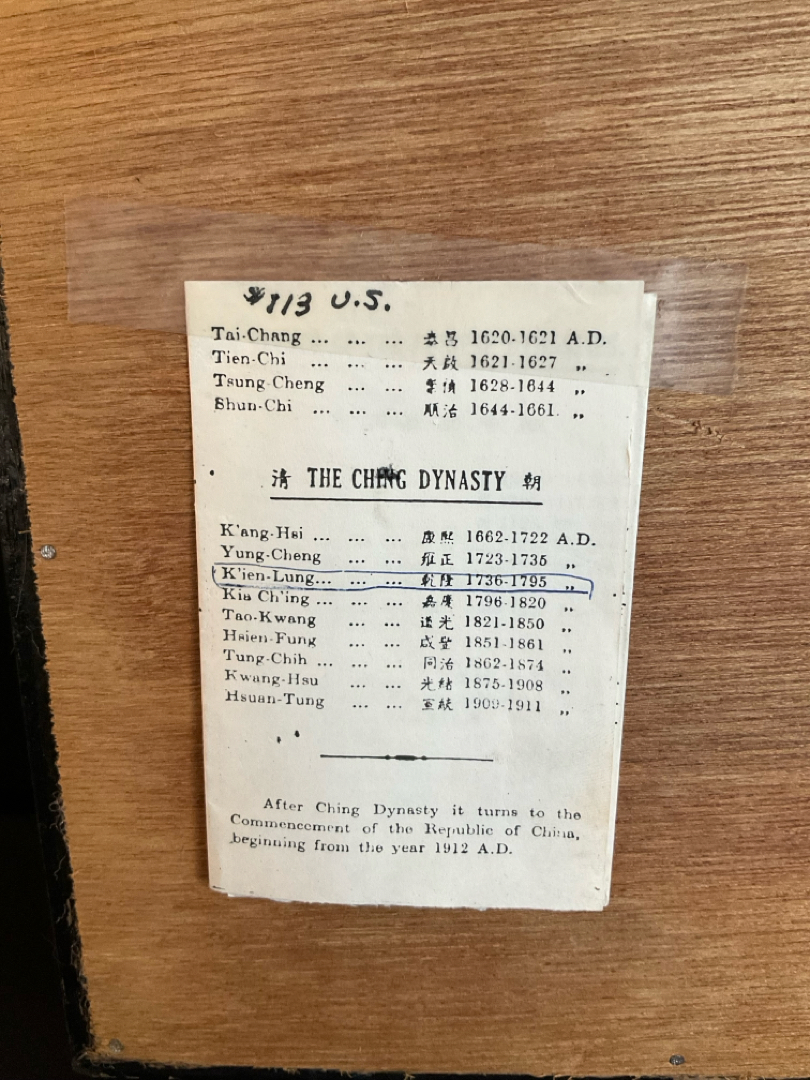 $113 U.S.
Tai-Chang ... ... ... 泰昌 1620-1621 A.D.
Tien-Chi ... ... ... 天啟 1621-1627 „
Tsung-Cheng ... ... 崇禎 1628-1644 „
Shun-Chi ... ... ... 順治 1644-1661. „
清 THE CHING DYNASTY 朝
K'ang-Hsi ... ... ... 康熙 1662-1722 A.D.
Yung-Cheng ... ... 雍正 1723-1735 „
K'ien-Lung... ... ... 乾隆 1736-1795 „
Kia Ch'ing ... ... ... 嘉慶 1796-1820 „
Tao-Kwang ... ... 道光 1821-1850 „
Hsien-Fung ... ... 咸豐 1851-1861 „
Tung-Chih ... ... ... 同治 1862-1874 „
Kwang-Hsu ... ... 光緒 1875-1908 „
Hsuan-Tung ... ... 宣統 1909-1911 „
After Ching Dynasty it turns to the
Commencement of the Republic of China,
beginning from the year 1912 A.D.